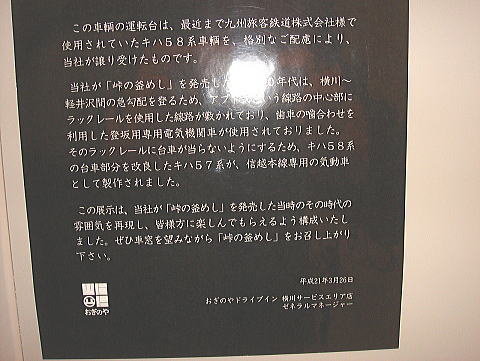 この車輌の運転台は、最近まで九州旅客鉄道株式会社様で
使用されていたキハ58系車輌を、格別なご配慮により、
当社が譲り受けたものです。
当社が「峠の釜めし」を発売した 0年代は、横川～
軽井沢間の急勾配を登るため、アプト いう線路の中心部に
ラックレールを使用した線路が敷かれており、歯車の噛合わせを
利用した登坂用専用電気機関車が使用されておりました。
そのラックレールに台車が当らないようにするため、キハ58系
の台車部分を改良したキハ57系が、信越本線専用の気動車
として製作されました。
この展示は、当社が「峠の釜めし」を発売した当時のその時代の
雰囲気を再現し、皆様方に楽しんでもらえるよう構成いたし
ました。ぜひ車窓を望みながら「峠の釜めし」をお召し上がり
下さい。
平成21年3月26日
おぎのやドライブイン 横川サービスエリア店
ゼネラルマネージャー
おぎのや